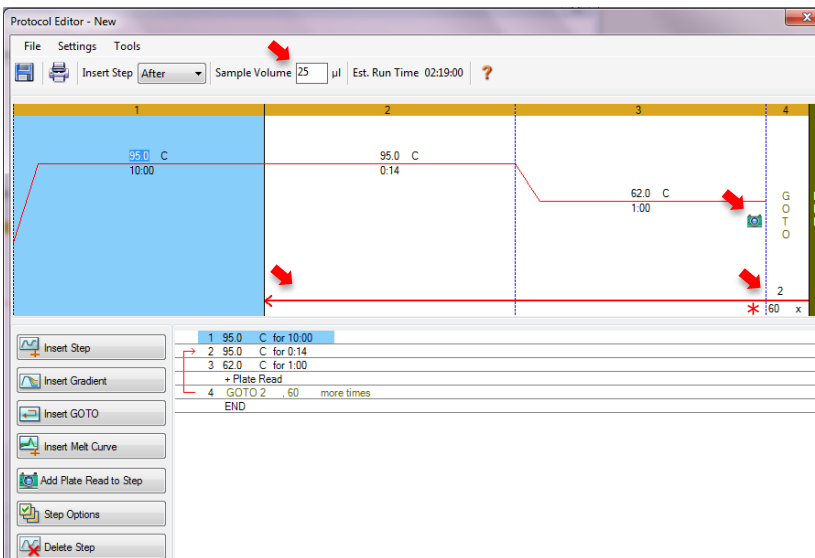 Protocol Editor - New
File Settings Tools
Insert Step After Sample Volume 25 µl Est. Run Time 02:19:00 ?
1 2 3 4
95.0 C
10:00
95.0 C
0:14
62.0 C
1:00
G
O
T
O
2
60 x
Insert Step
Insert Gradient
Insert GOTO
Insert Melt Curve
Add Plate Read to Step
Step Options
Delete Step
1 95.0 C for 10:00
2 95.0 C for 0:14
3 62.0 C for 1:00
+ Plate Read
4 GOTO 2 , 60 more times
END